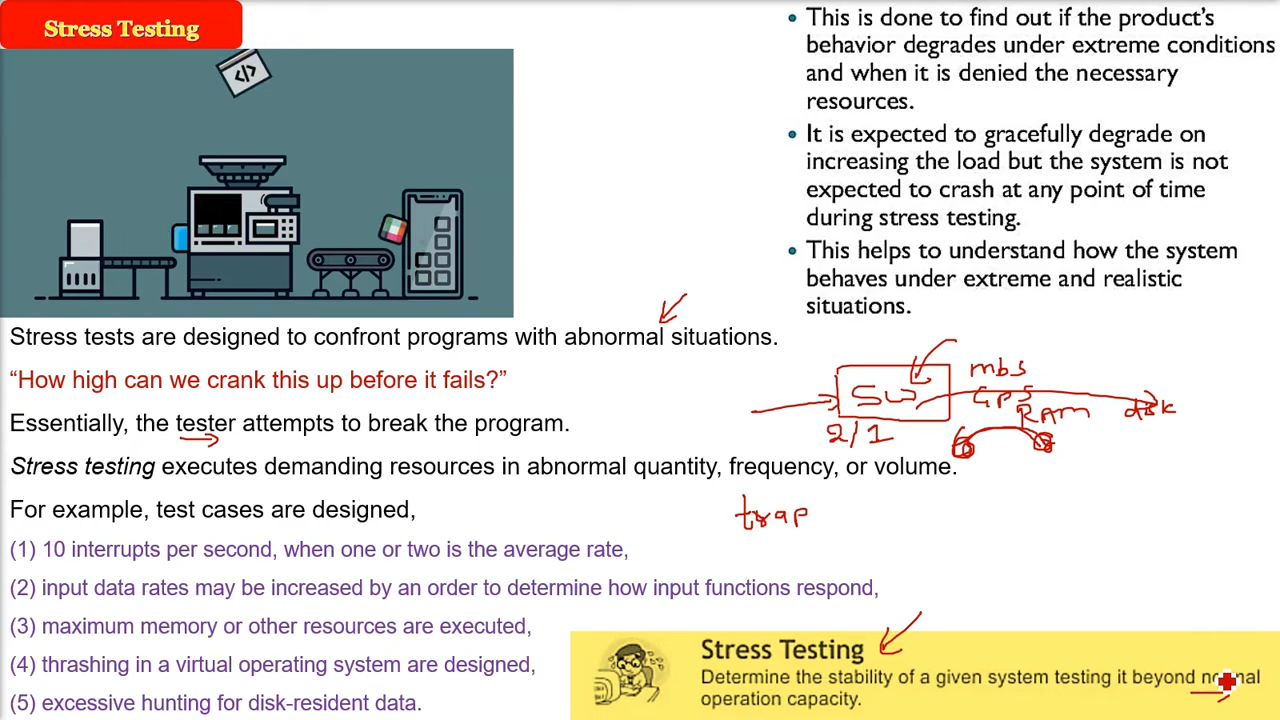 Stress Testing
</>
• This is done to find out if the product's
behavior degrades under extreme conditions
and when it is denied the necessary
resources.
• It is expected to gracefully degrade on
increasing the load but the system is not
expected to crash at any point of time
during stress testing.
• This helps to understand how the system
behaves under extreme and realistic
situations.
Stress tests are designed to confront programs with abnormal situations.
“How high can we crank this up before it fails?”
Essentially, the tester attempts to break the program.
Stress testing executes demanding resources in abnormal quantity, frequency, or volume.
For example, test cases are designed,
(1) 10 interrupts per second, when one or two is the average rate,
(2) input data rates may be increased by an order to determine how input functions respond,
(3) maximum memory or other resources are executed,
(4) thrashing in a virtual operating system are designed,
(5) excessive hunting for disk-resident data.
SW
mbs
RAM
2/1
trap
Stress Testing
Determine the stability of a given system testing it beyond normal
operation capacity.